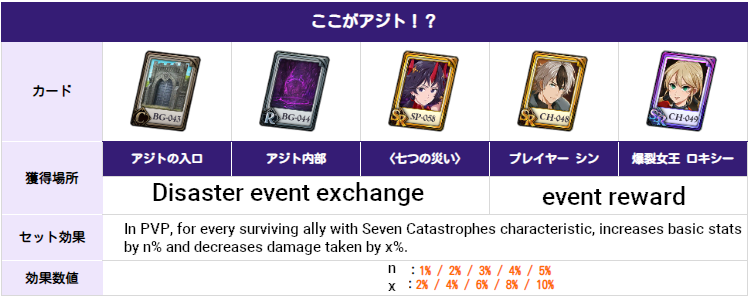 ここがアジト！？
カード
C BG-043
R BG-044
SR SP-058
SR CH-048
SR CH-049
アジトの入口
アジト内部
〈七つの災い〉
プレイヤー シン
爆裂女王 ロキシー
獲得場所
Disaster event exchange
event reward
セット効果
In PVP, for every surviving ally with Seven Catastrophes characteristic, increases basic stats
by n% and decreases damage taken by x%.
効果数値
n : 1% / 2% / 3% / 4% / 5%
x : 2% / 4% / 6% / 8% / 10%